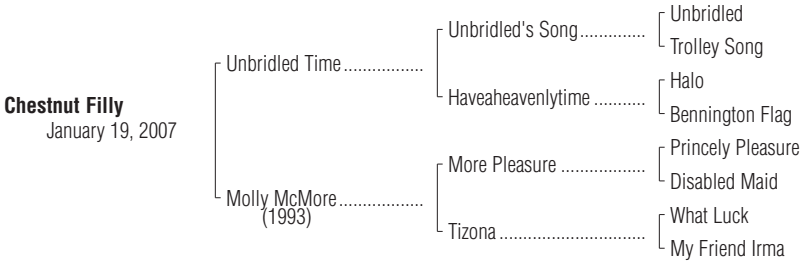 Unbridled
Unbridled's Song..............
Trolley Song
Unbridled Time.................
Halo
Haveaheavenlytime...........
Bennington Flag
Chestnut Filly
January 19, 2007
Princely Pleasure
More Pleasure ..................
Disabled Maid
Molly McMore..................
(1993)
What Luck
Tizona...............................
My Friend Irma